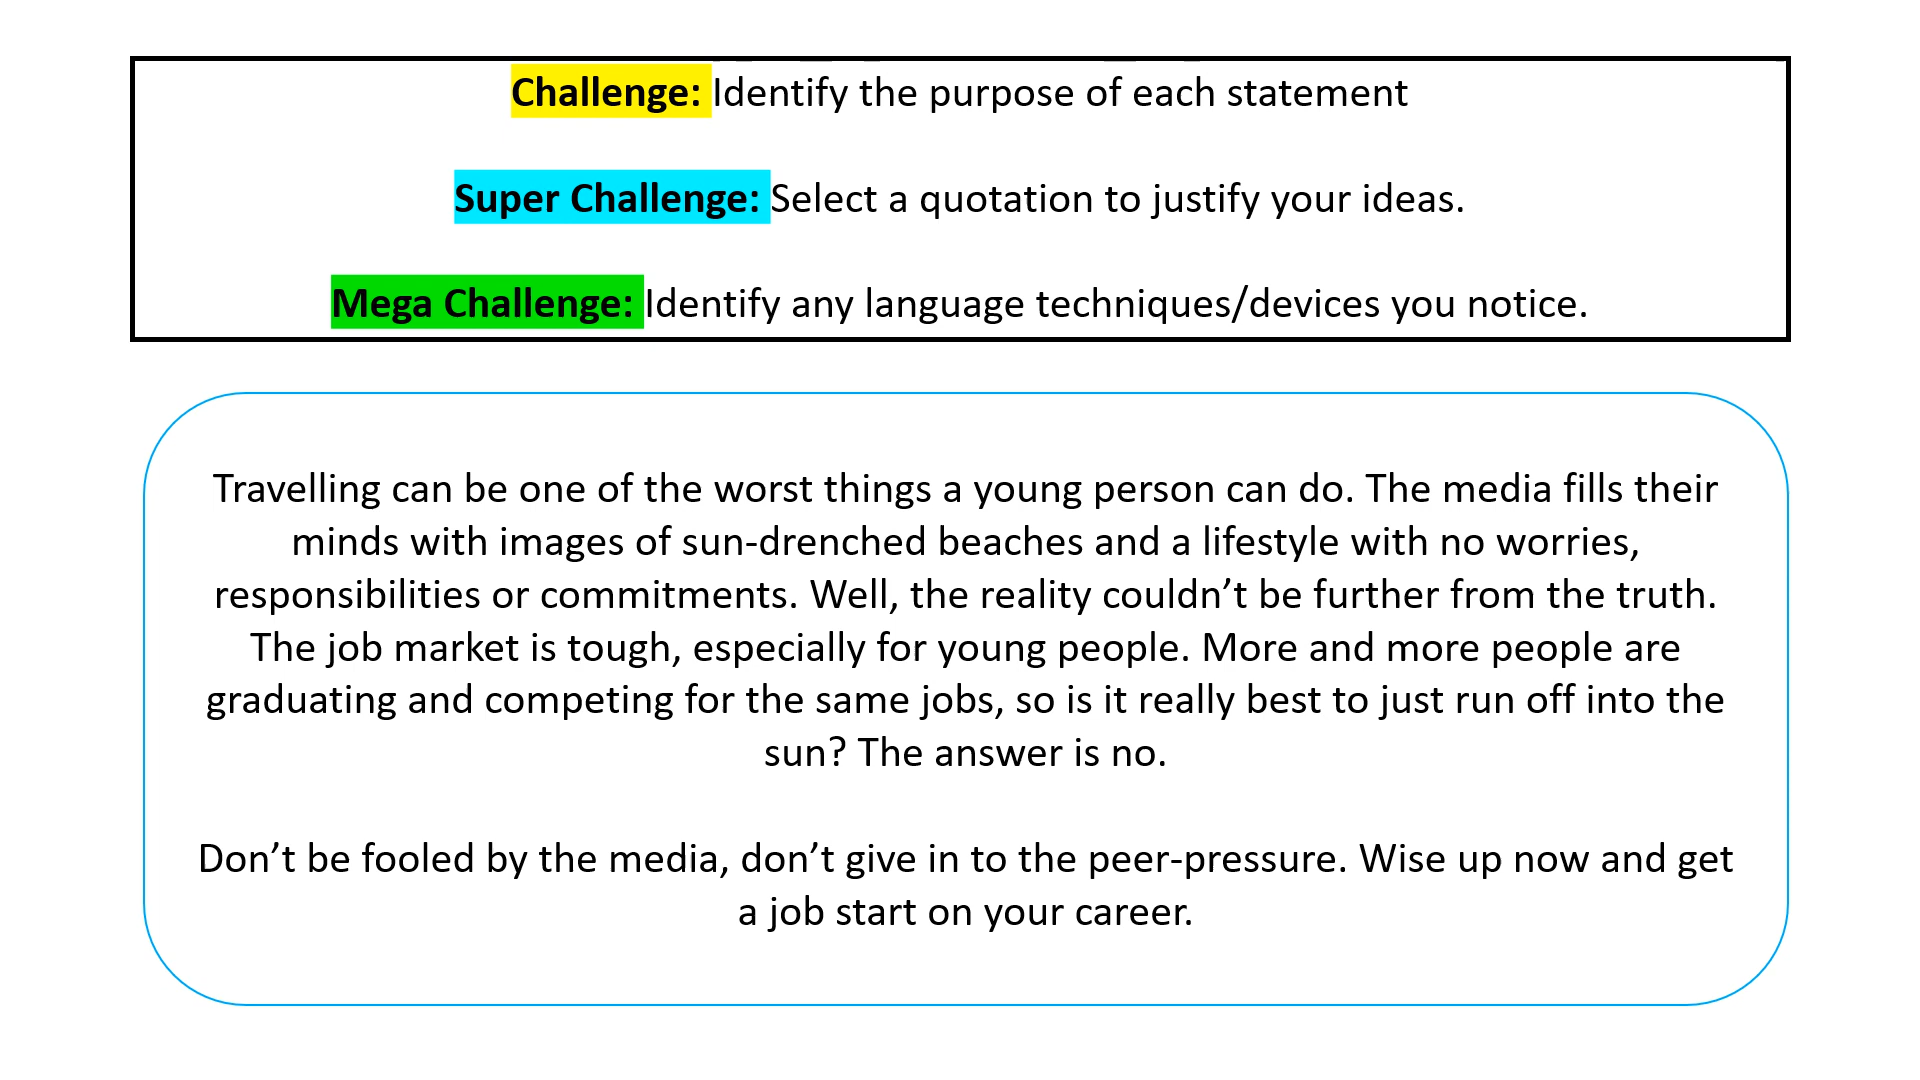 Challenge: Identify the purpose of each statement
Super Challenge: Select a quotation to justify your ideas.
Mega Challenge: Identify any language techniques/devices you notice.
Travelling can be one of the worst things a young person can do. The media fills their
minds with images of sun-drenched beaches and a lifestyle with no worries,
responsibilities or commitments. Well, the reality couldn’t be further from the truth.
The job market is tough, especially for young people. More and more people are
graduating and competing for the same jobs, so is it really best to just run off into the
sun? The answer is no.
Don’t be fooled by the media, don’t give in to the peer-pressure. Wise up now and get
a job start on your career.